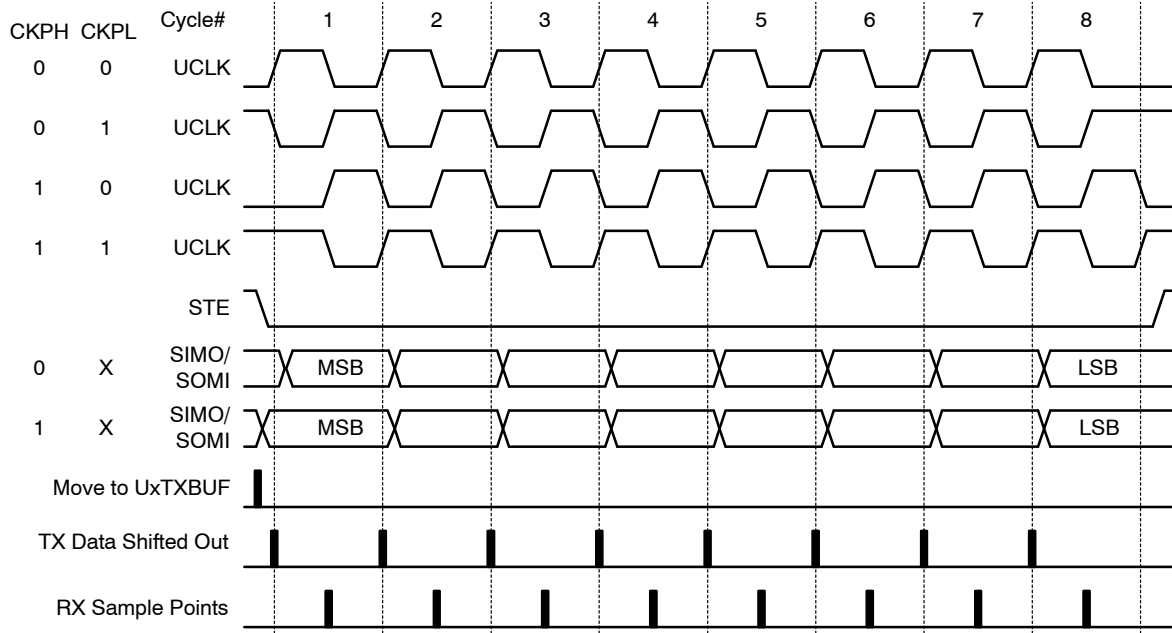 CKPH CKPL Cycle# 1 2 3 4 5 6 7 8
0 0 UCLK
0 1 UCLK
1 0 UCLK
1 1 UCLK
STE
0 X SIMO/
SOMI MSB LSB
1 X SIMO/
SOMI MSB LSB
Move to UxTXBUF
TX Data Shifted Out
RX Sample Points